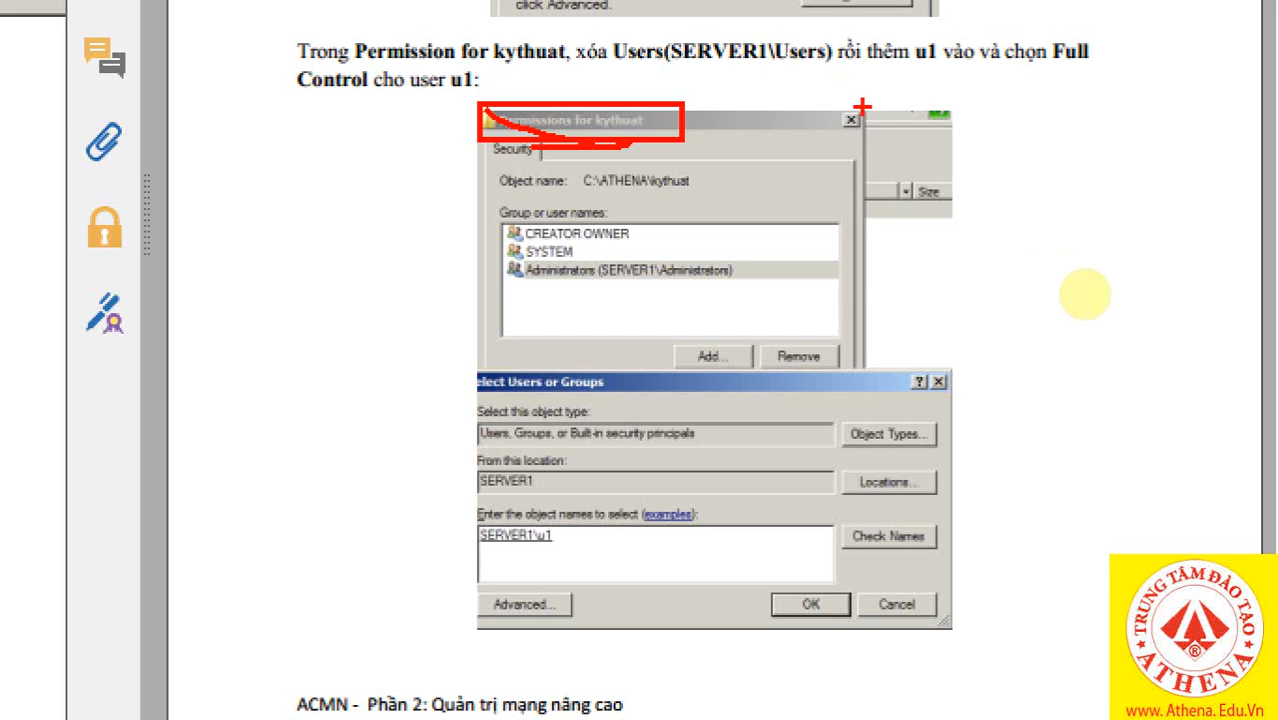 click Advanced.
Trong Permission for kythuat, xóa Users(SERVER1\Users) rồi thêm u1 vào và chọn Full
Control cho user u1:
Permissions for kythuat
Security
Object name: C:\ATHENA\kythuat
Size
Group or user names:
CREATOR OWNER
SYSTEM
Administrators (SERVER1\Administrators)
Add... Remove
elect Users or Groups
Select this object type:
Users, Groups, or Built-in security principals
Object Types...
From this location:
SERVER1
Locations...
Enter the object names to select (examples):
SERVER1\u1
Check Names
Advanced... OK Cancel
ACMN - Phần 2: Quản trị mạng nâng cao
TRUNG TÂM ĐÀO TẠO
ATHENA
®
www. Athena.Edu.Vn